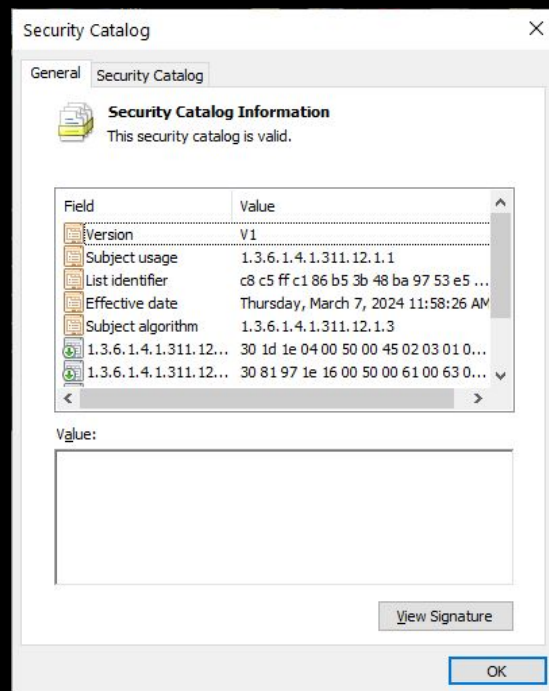 Security Catalog
General Security Catalog
Security Catalog Information
This security catalog is valid.
Field Value
Version V1
Subject usage 1.3.6.1.4.1.311.12.1.1
List identifier c8 c5 ff c1 86 b5 3b 48 ba 97 53 e5 ...
Effective date Thursday, March 7, 2024 11:58:26 AM
Subject algorithm 1.3.6.1.4.1.311.12.1.3
1.3.6.1.4.1.311.12... 30 1d 1e 04 00 50 00 45 02 03 01 0...
1.3.6.1.4.1.311.12... 30 81 97 1e 16 00 50 00 61 00 63 0...
Value:
View Signature
OK